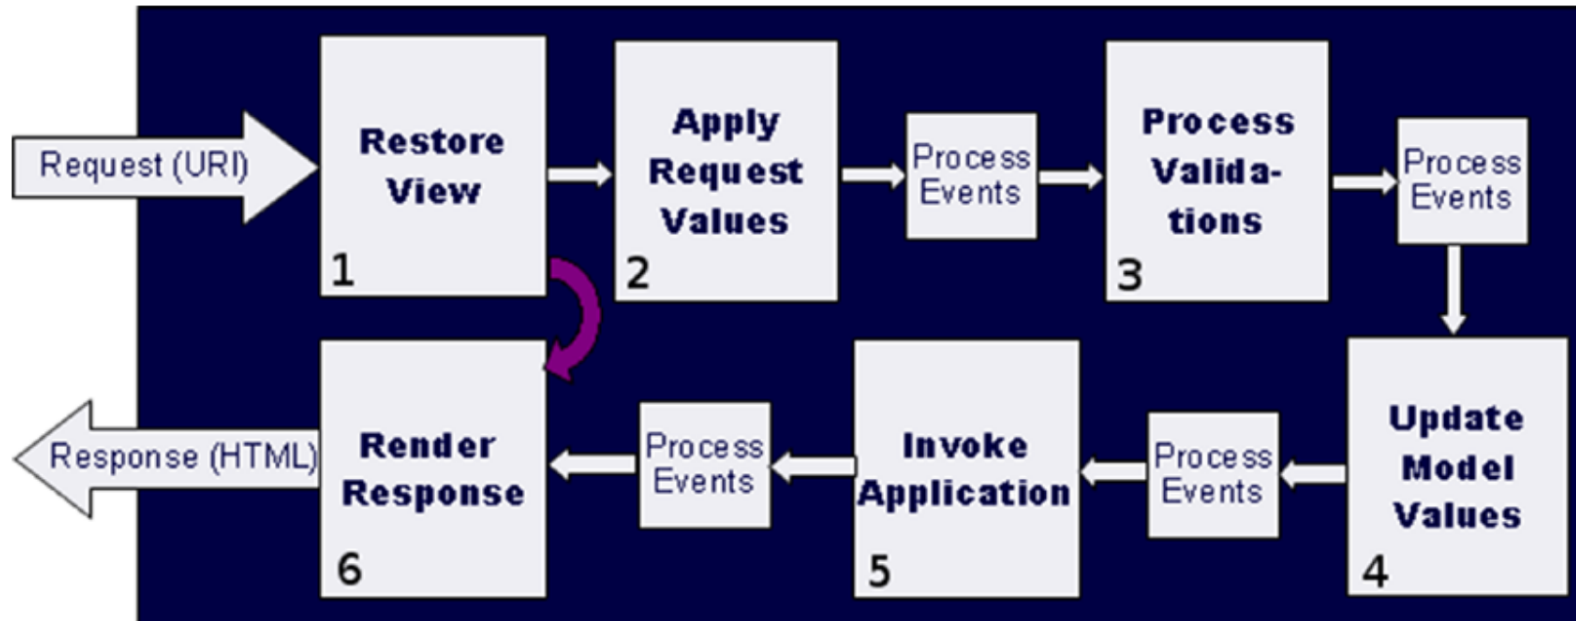 Request (URI)
Restore
View
1
Apply
Request
Values
2
Process
Events
Process
Valida-
tions
3
Process
Events
Update
Model
Values
4
Process
Events
Invoke
Application
5
Process
Events
Render
Response
6
Response (HTML)